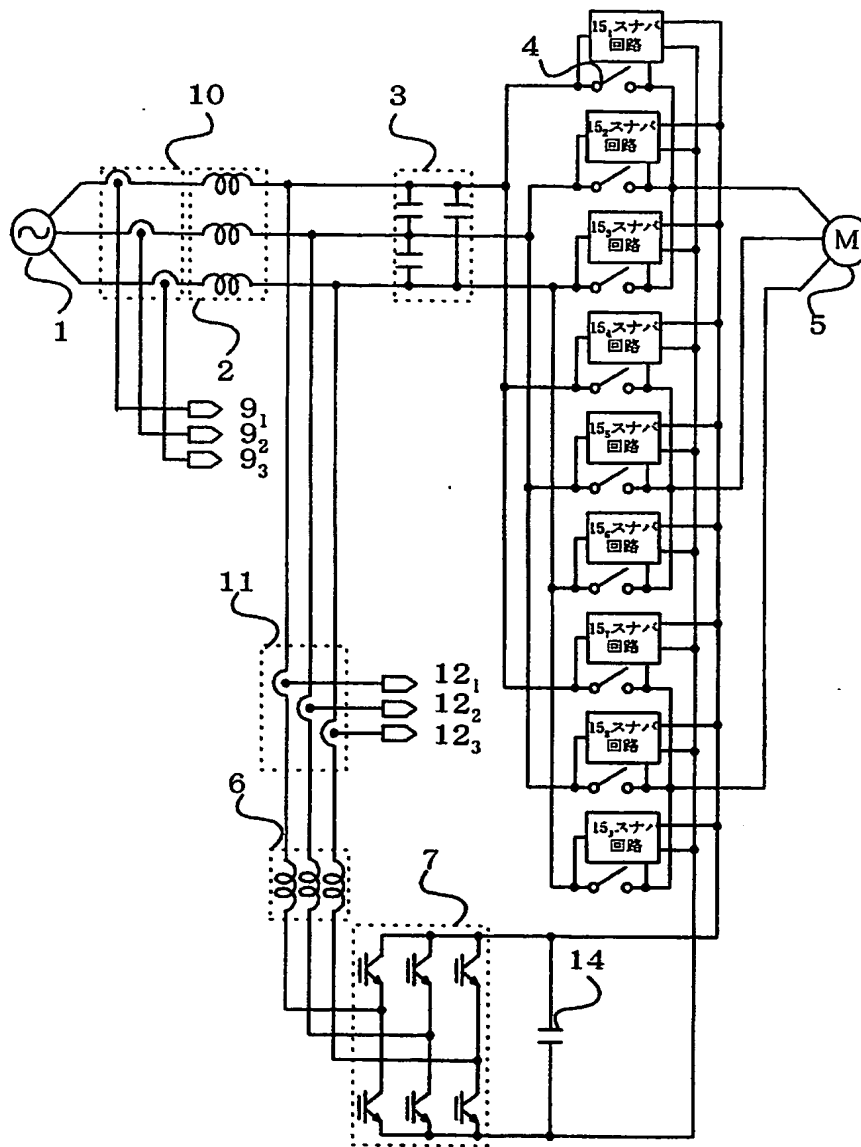 10
3
4
15₁スナバ
回路
15₂スナバ
回路
15₃スナバ
回路
M
1
2
5
15₄スナバ
回路
9₁
9₂
9₃
15₅スナバ
回路
15₆スナバ
回路
11
12₁
12₂
12₃
15₇スナバ
回路
15₈スナバ
回路
6
15₉スナバ
回路
7
14